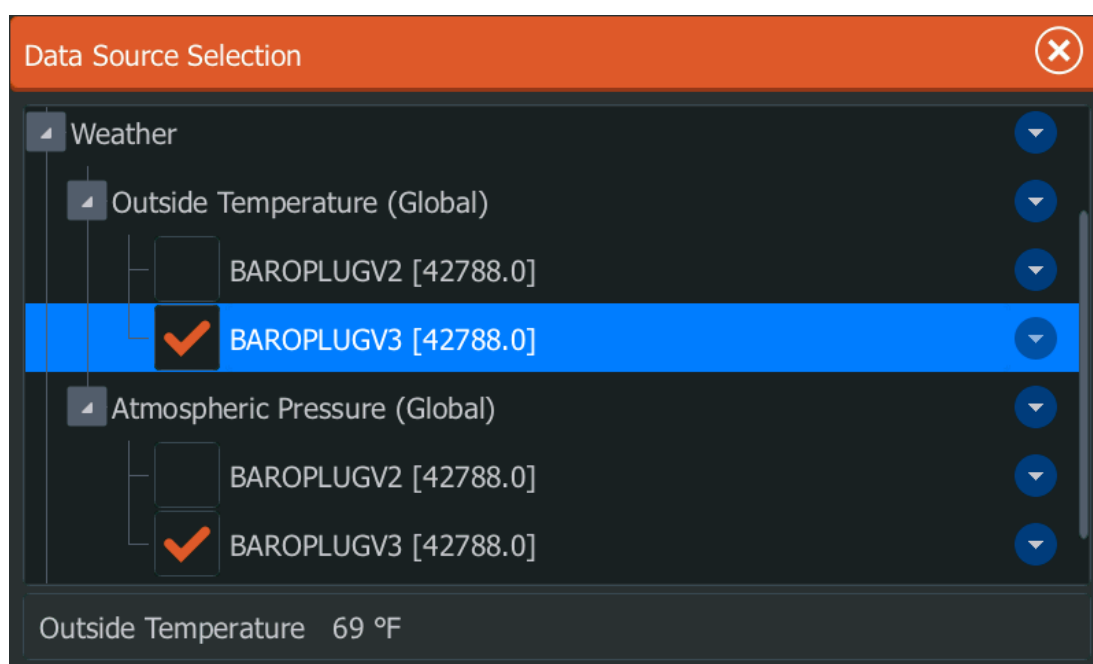 Data Source Selection
Weather
Outside Temperature (Global)
BAROPLUGV2 [42788.0]
BAROPLUGV3 [42788.0]
Atmospheric Pressure (Global)
BAROPLUGV2 [42788.0]
BAROPLUGV3 [42788.0]
Outside Temperature 69 °F